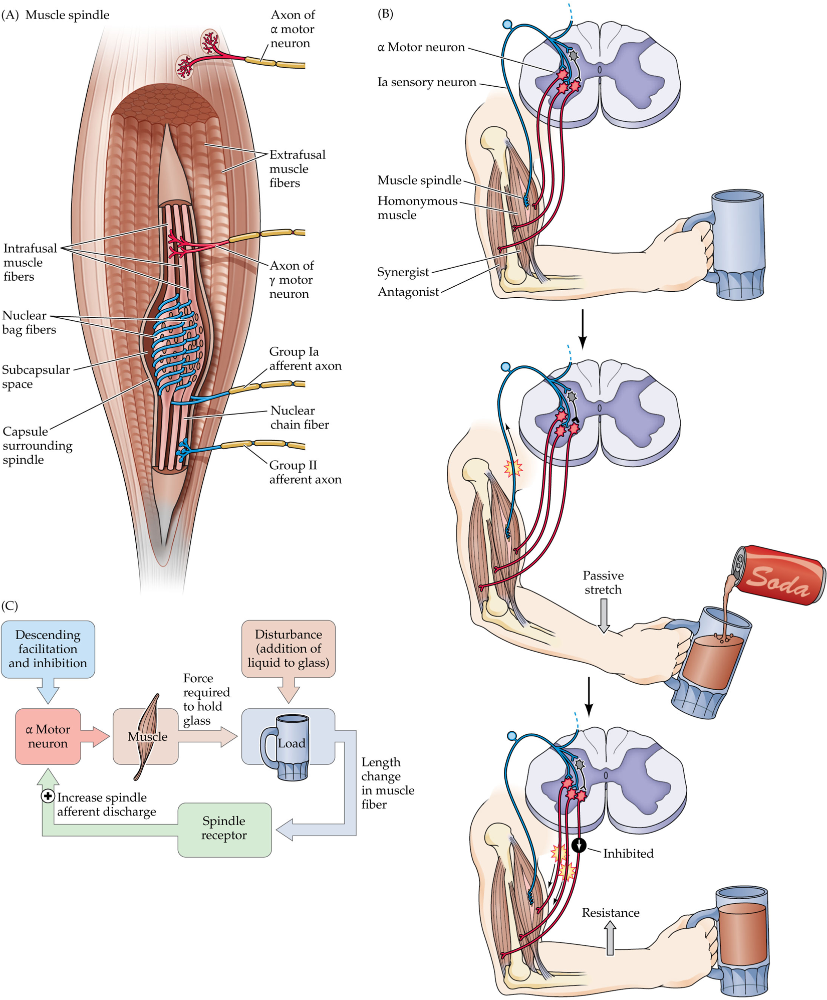 (A) Muscle spindle
Axon of
α motor
neuron
Extrafusal
muscle
fibers
Intrafusal
muscle
fibers
Axon of
γ motor
neuron
Nuclear
bag fibers
Group Ia
afferent axon
Subcapsular
space
Nuclear
chain fiber
Capsule
surrounding
spindle
Group II
afferent axon
(B)
α Motor neuron
Ia sensory neuron
Muscle spindle
Homonymous
muscle
Synergist
Antagonist
Passive
stretch
Soda
Inhibited
Resistance
(C)
Descending
facilitation
and inhibition
Disturbance
(addition of
liquid to glass)
Force
required
to hold
glass
α Motor
neuron
Muscle
Load
Length
change
in muscle
fiber
+
Increase spindle
afferent discharge
Spindle
receptor